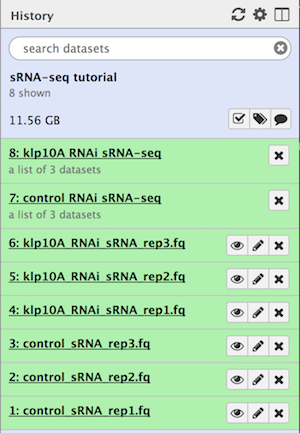 History
search datasets
sRNA-seq tutorial
8 shown
11.56 GB
8: klp10A RNAi sRNA-seq
a list of 3 datasets
7: control RNAi sRNA-seq
a list of 3 datasets
6: klp10A_RNAi_sRNA_rep3.fq
5: klp10A_RNAi_sRNA_rep2.fq
4: klp10A_RNAi_sRNA_rep1.fq
3: control_sRNA_rep3.fq
2: control_sRNA_rep2.fq
1: control_sRNA_rep1.fq